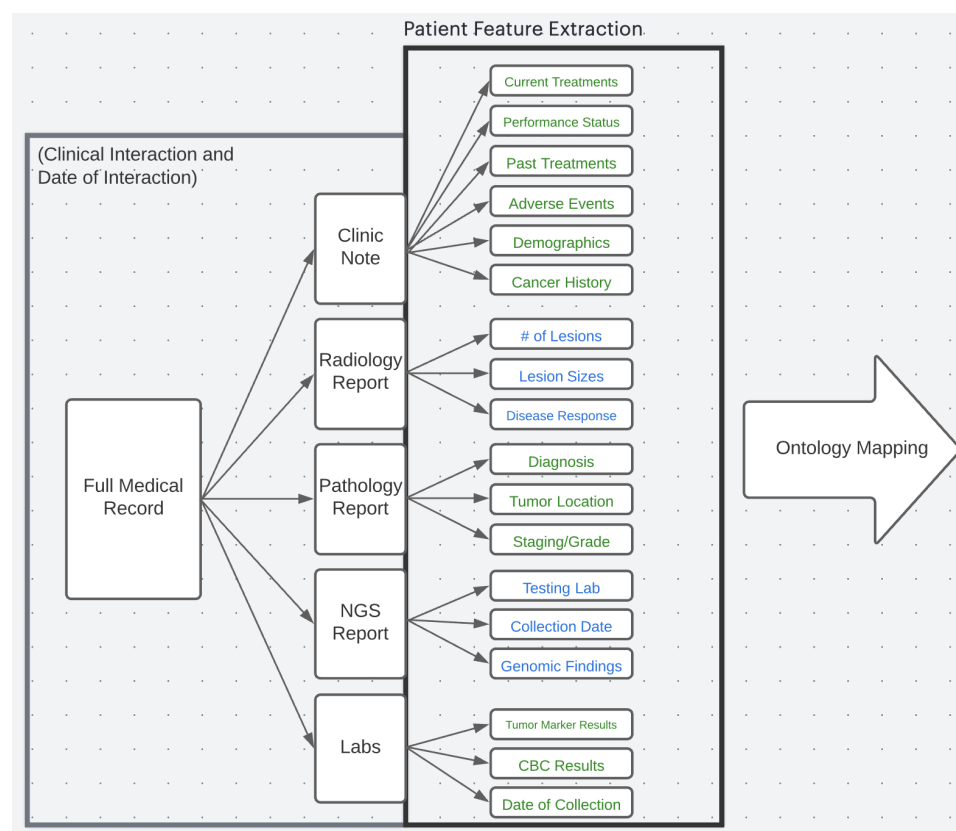 Patient Feature Extraction
(Clinical Interaction and
Date of Interaction)
Full Medical
Record
Clinic
Note
Current Treatments
Performance Status
Past Treatments
Adverse Events
Demographics
Cancer History
Radiology
Report
# of Lesions
Lesion Sizes
Disease Response
Pathology
Report
Diagnosis
Tumor Location
Staging/Grade
NGS
Report
Testing Lab
Collection Date
Genomic Findings
Labs
Tumor Marker Results
CBC Results
Date of Collection
Ontology Mapping